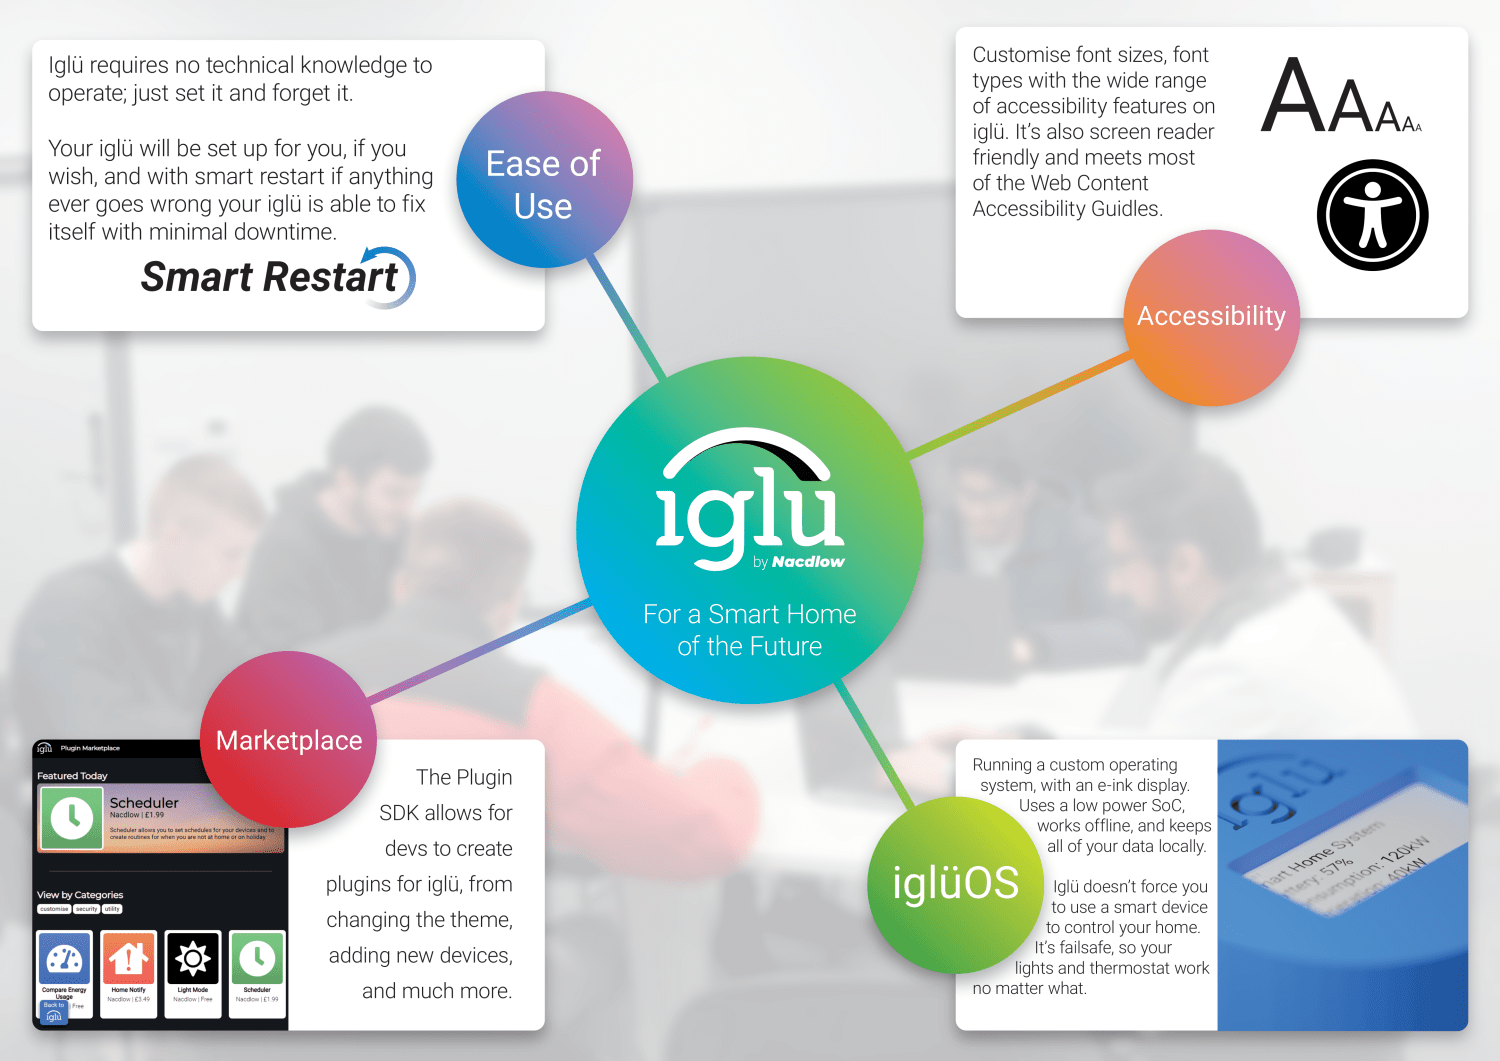 Iglü requires no technical knowledge to
operate; just set it and forget it.
Your iglü will be set up for you, if you
wish, and with smart restart if anything
ever goes wrong your iglü is able to fix
itself with minimal downtime.
Smart Restart
Ease of
Use
Customise font sizes, font
types with the wide range
of accessibility features on
iglü. It's also screen reader
friendly and meets most
of the Web Content
Accessibility Guidles.
AAAAA
Accessibility
iglü
by Nacdlow
For a Smart Home
of the Future
Marketplace
iglü Plugin Marketplace
Featured Today
Scheduler
Nacdlow | £1.99
Scheduler allows you to set schedules for your devices and to
create routines for when you are not at home or on holiday
View by Categories
customise security utility
Compare Energy
Usage
Free
Back to
iglü
Home Notify
Nacdlow | £3.49
Light Mode
Nacdlow | Free
Scheduler
Nacdlow | £1.99
The Plugin
SDK allows for
devs to create
plugins for iglü, from
changing the theme,
adding new devices,
and much more.
iglüOS
Running a custom operating
system, with an e-ink display.
Uses a low power SoC,
works offline, and keeps
all of your data locally.
Iglü doesn't force you
to use a smart device
to control your home.
It's failsafe, so your
lights and thermostat work
no matter what.
iglü
art Home System
tery: 57%
nsumption: 120kW
40kW